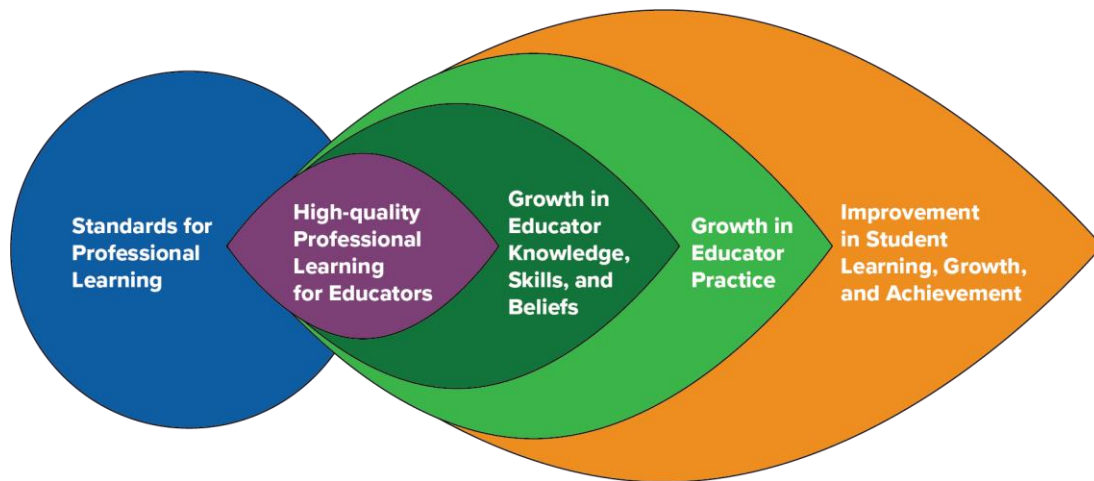 Standards for
Professional
Learning
High-quality
Professional
Learning
for Educators
Growth in
Educator
Knowledge,
Skills, and
Beliefs
Growth in
Educator
Practice
Improvement
in Student
Learning, Growth,
and Achievement